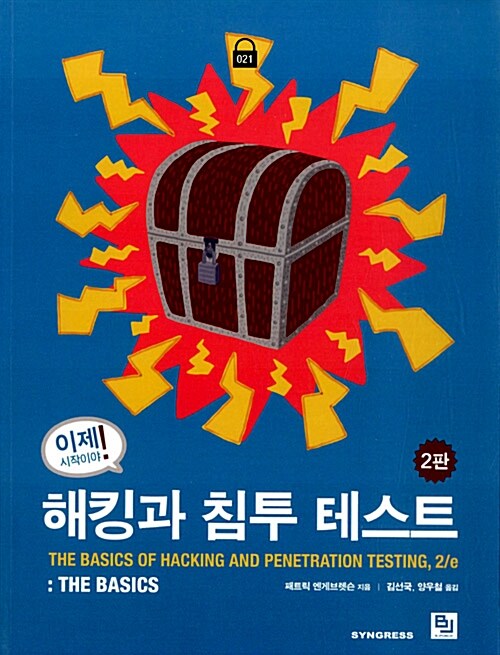 021
이제!
시작이야
2판
해킹과 침투 테스트
THE BASICS OF HACKING AND PENETRATION TESTING, 2/e
: THE BASICS
패트릭 엔게브렛슨 지음 | 김선국, 양우철 옮김
SYNGRESS
BJ